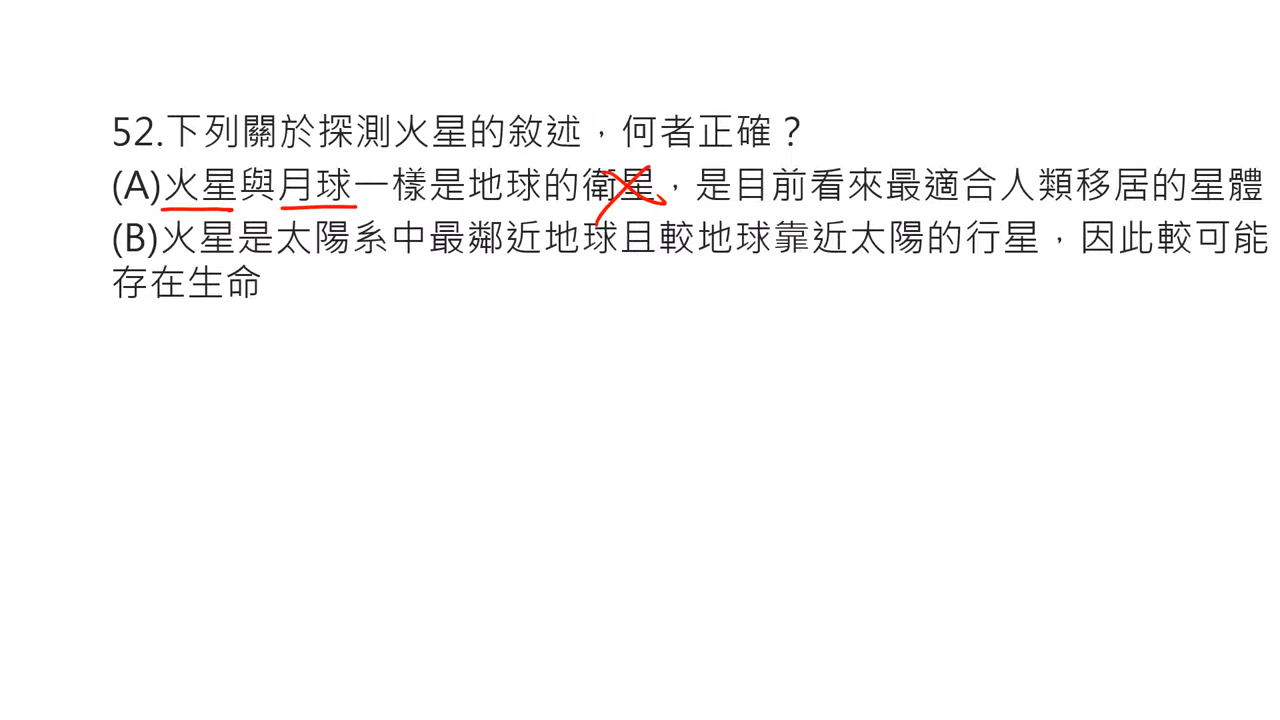 52.下列關於探測火星的敘述，何者正確？
(A)火星與月球一樣是地球的衛星，是目前看來最適合人類移居的星體
(B)火星是太陽系中最鄰近地球且較地球靠近太陽的行星，因此較可能
存在生命